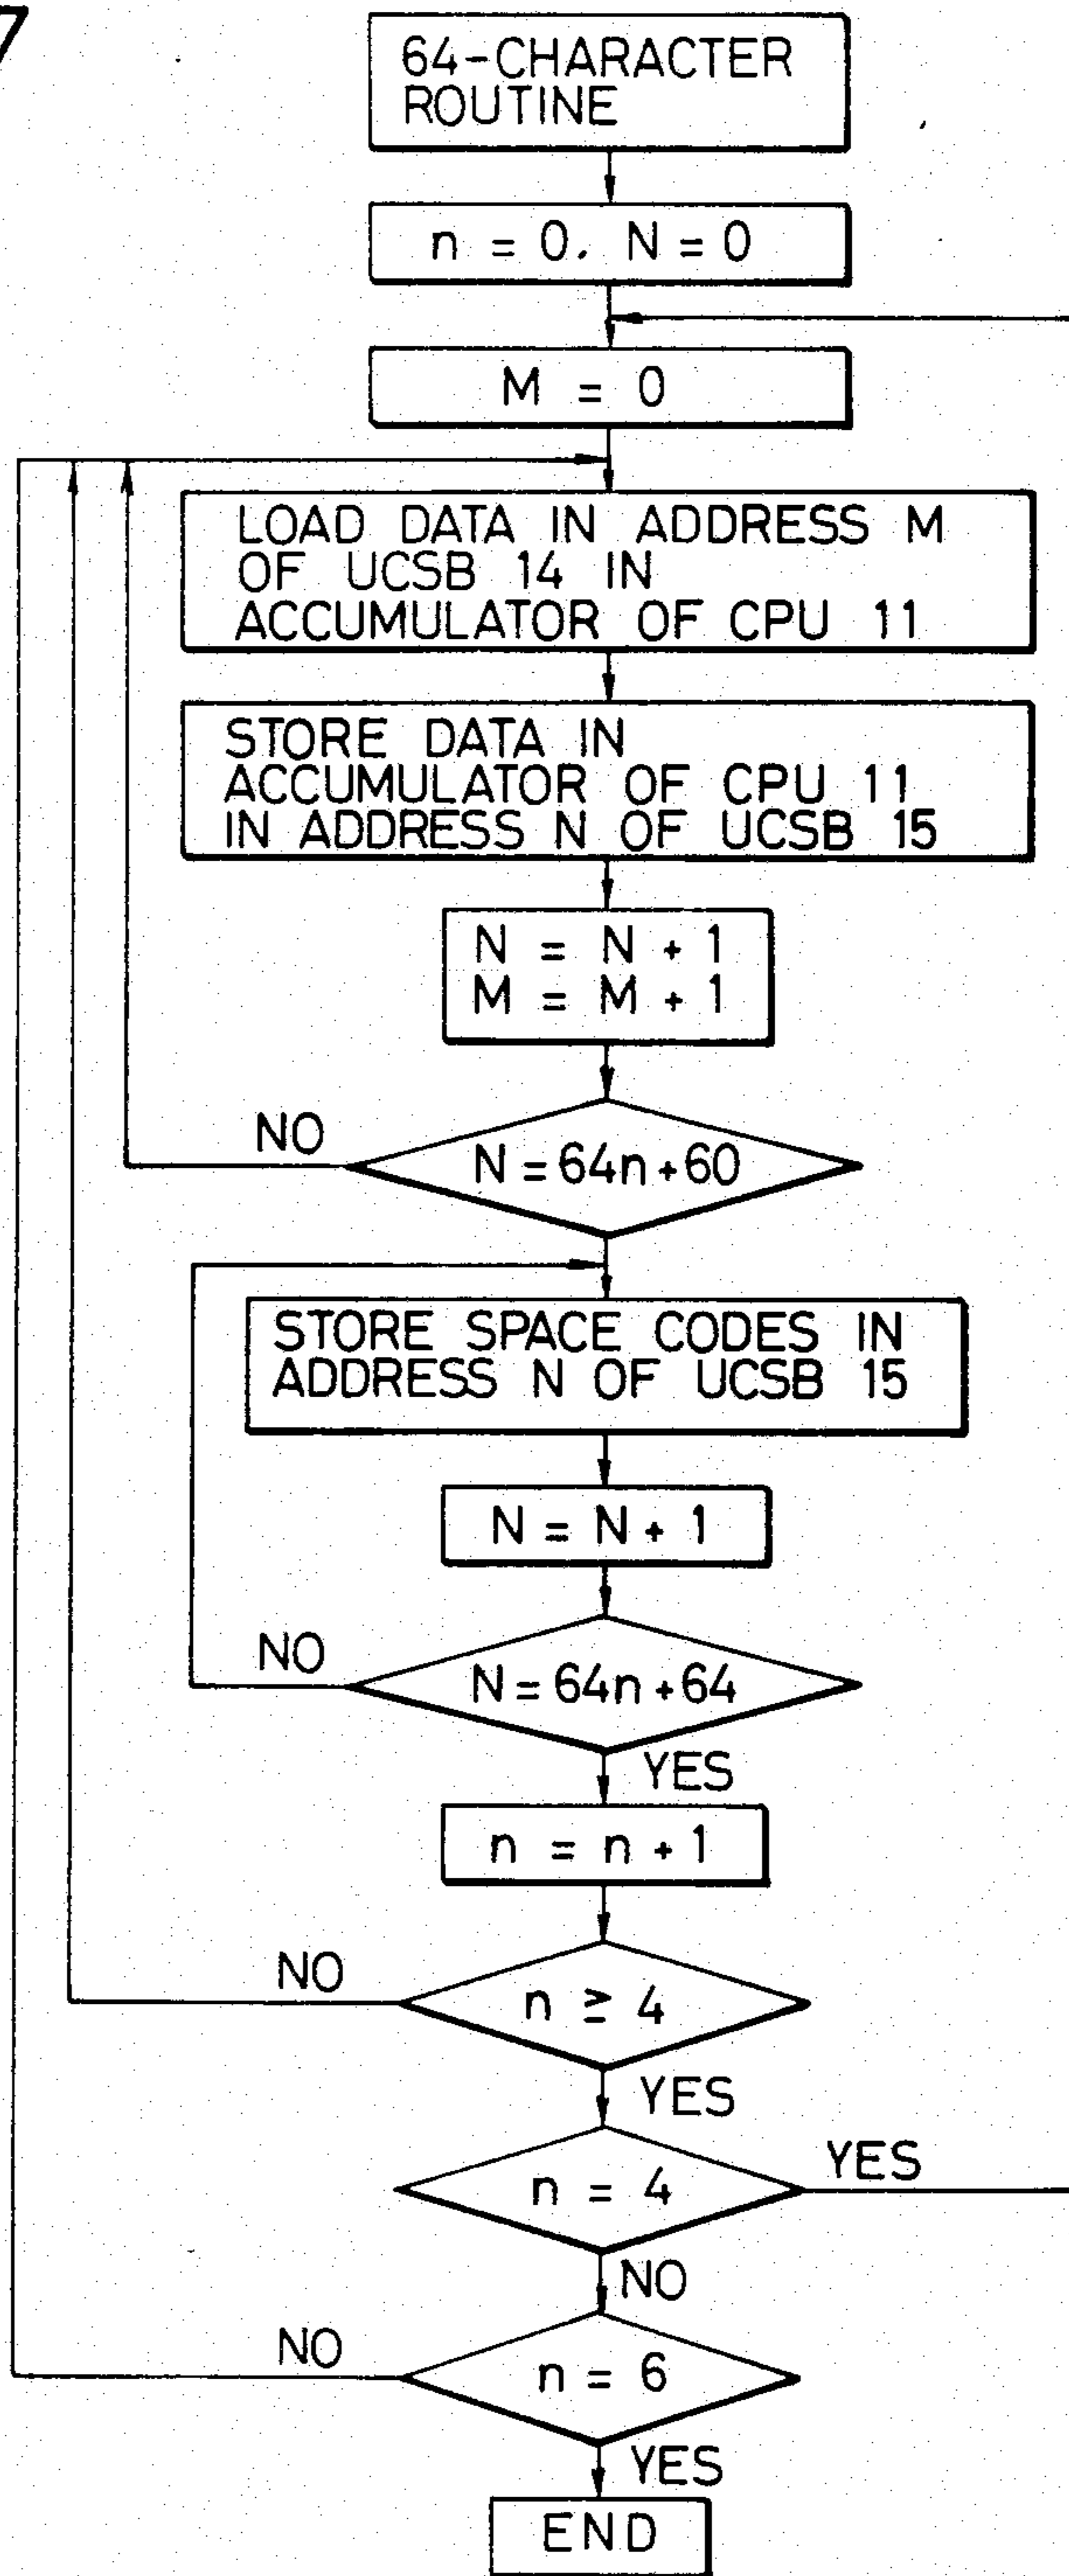 7
64-CHARACTER
ROUTINE
n = 0. N = 0
M = 0
LOAD DATA IN ADDRESS M
OF UCSB 14 IN
ACCUMULATOR OF CPU 11
STORE DATA IN
ACCUMULATOR OF CPU 11
IN ADDRESS N OF UCSB 15
N = N + 1
M = M + 1
NO
N = 64n + 60
STORE SPACE CODES IN
ADDRESS N OF UCSB 15
N = N + 1
NO
N = 64n + 64
YES
n = n + 1
NO
n ≥ 4
YES
n = 4
YES
NO
NO
n = 6
YES
END